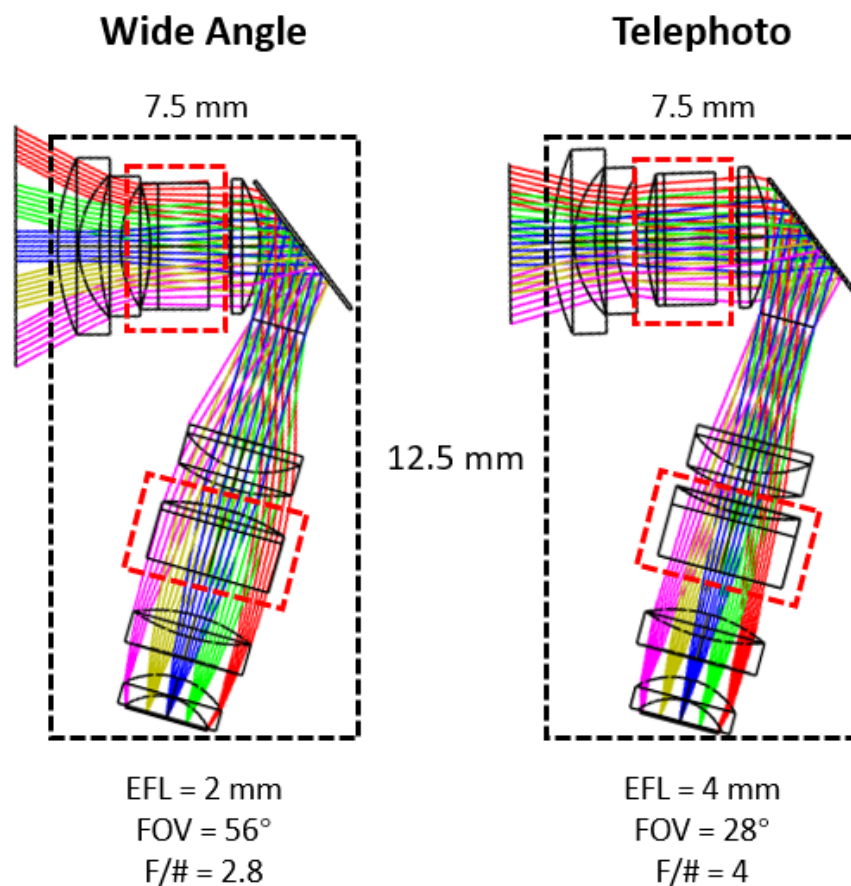 Wide Angle
Telephoto
7.5 mm
7.5 mm
12.5 mm
EFL = 2 mm
FOV = 56°
F/# = 2.8
EFL = 4 mm
FOV = 28°
F/# = 4